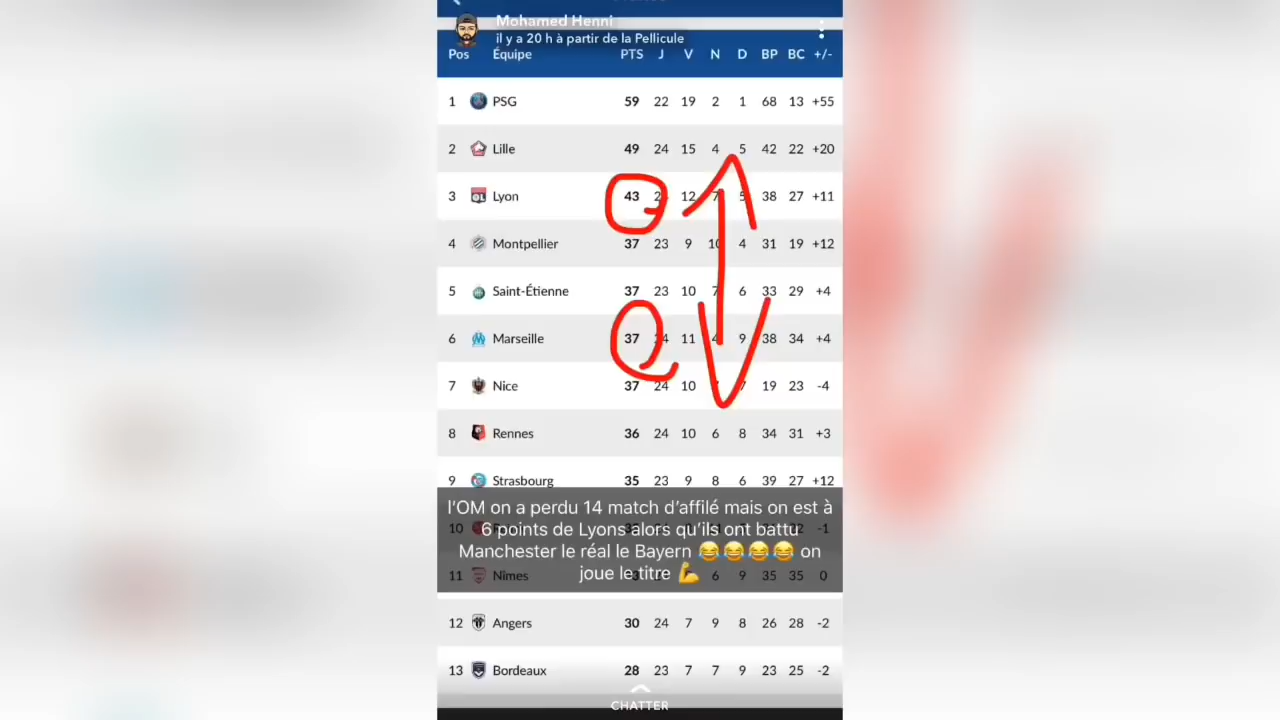 Mohamed Henni
il y a 20 h à partir de la Pellicule
Pos Équipe PTS J V N D BP BC +/-
1 PSG 59 22 19 2 1 68 13 +55
2 Lille 49 24 15 4 5 42 22 +20
3 Lyon 43 12 7 5 38 27 +11
4 Montpellier 37 23 9 10 4 31 19 +12
5 Saint-Étienne 37 23 10 7 6 33 29 +4
6 Marseille 37 24 11 4 9 38 34 +4
7 Nice 37 24 10 7 7 19 23 -4
8 Rennes 36 24 10 6 8 34 31 +3
9 Strasbourg 35 23 9 8 6 39 27 +12
l'OM on a perdu 14 match d'affilé mais on est à
10 6 points de Lyons alors qu'ils ont battu -1
Manchester le réal le Bayern 😂😂😂😂 on
joue le titre 💪
11 Nîmes 6 9 35 35 0
12 Angers 30 24 7 9 8 26 28 -2
13 Bordeaux 28 23 7 7 9 23 25 -2
CHATTER